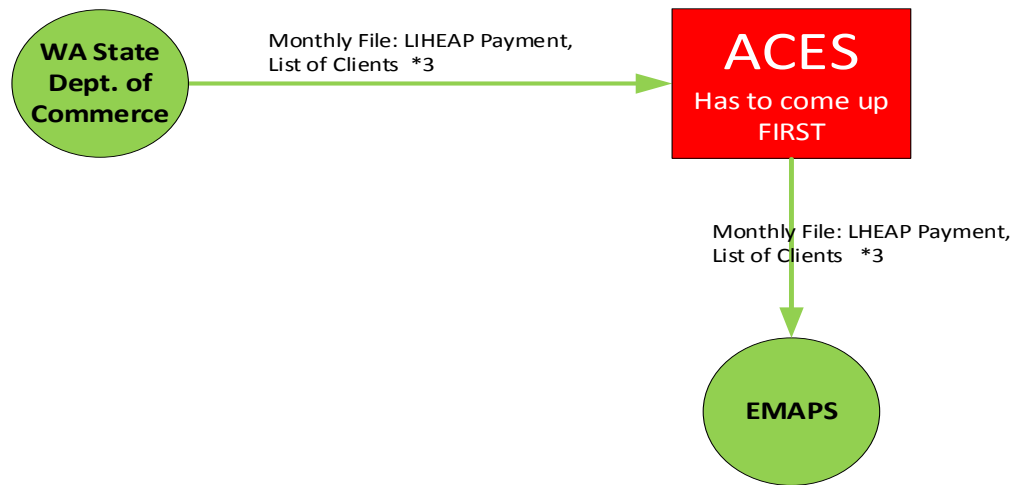 WA State
Dept. of
Commerce
Monthly File: LIHEAP Payment,
List of Clients *3
ACES
Has to come up
FIRST
Monthly File: LHEAP Payment,
List of Clients *3
EMAPS